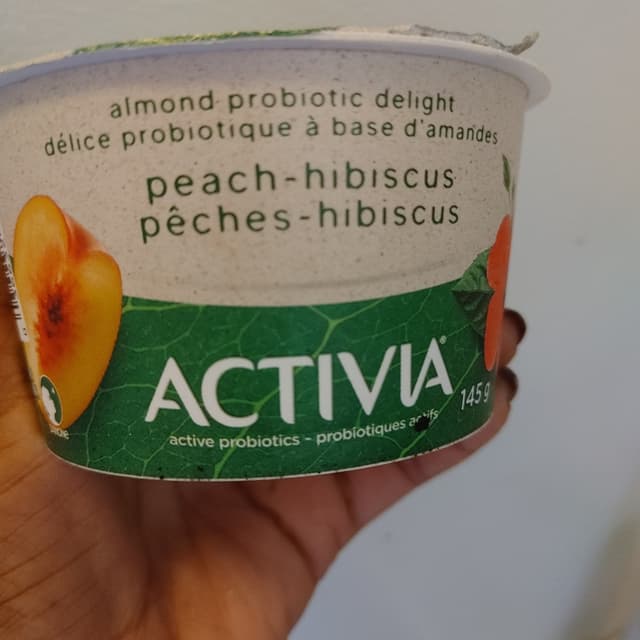 almond probiotic delight
délice probiotique à base d'amandes
peach-hibiscus
pêches-hibiscus
ACTIVIA®
145 g
active probiotics - probiotiques actifs